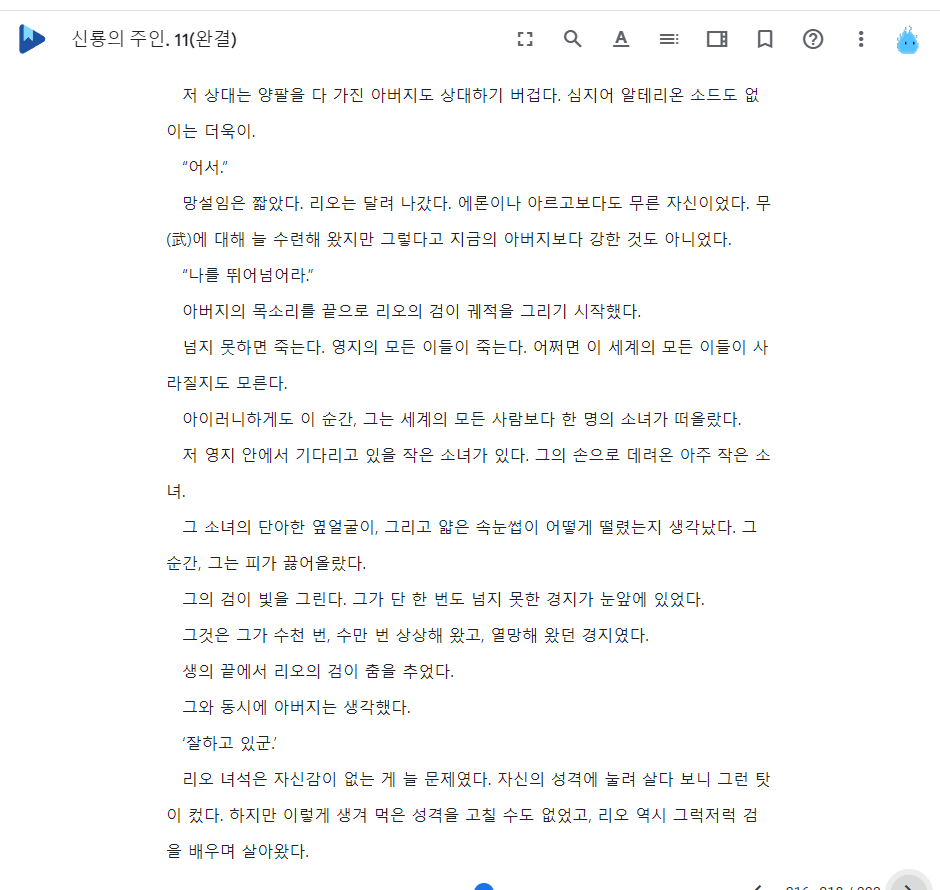 신룡의 주인. 11(완결)
저 상대는 양팔을 다 가진 아버지도 상대하기 버겁다. 심지어 알테리온 소드도 없
이는 더욱이.
“어서.”
망설임은 짧았다. 리오는 달려 나갔다. 에론이나 아르고보다도 무른 자신이었다. 무
(武)에 대해 늘 수련해 왔지만 그렇다고 지금의 아버지보다 강한 것도 아니었다.
“나를 뛰어넘어라.”
아버지의 목소리를 끝으로 리오의 검이 궤적을 그리기 시작했다.
넘지 못하면 죽는다. 영지의 모든 이들이 죽는다. 어쩌면 이 세계의 모든 이들이 사
라질지도 모른다.
아이러니하게도 이 순간, 그는 세계의 모든 사람보다 한 명의 소녀가 떠올랐다.
저 영지 안에서 기다리고 있을 작은 소녀가 있다. 그의 손으로 데려온 아주 작은 소
녀.
그 소녀의 단아한 옆얼굴이, 그리고 얇은 속눈썹이 어떻게 떨렸는지 생각났다. 그
순간, 그는 피가 끓어올랐다.
그의 검이 빛을 그린다. 그가 단 한 번도 넘지 못한 경지가 눈앞에 있었다.
그것은 그가 수천 번, 수만 번 상상해 왔고, 열망해 왔던 경지였다.
생의 끝에서 리오의 검이 춤을 추었다.
그와 동시에 아버지는 생각했다.
‘잘하고 있군.’
리오 녀석은 자신감이 없는 게 늘 문제였다. 자신의 성격에 눌려 살다 보니 그런 탓
이 컸다. 하지만 이렇게 생겨 먹은 성격을 고칠 수도 없었고, 리오 역시 그럭저럭 검
을 배우며 살아왔다.